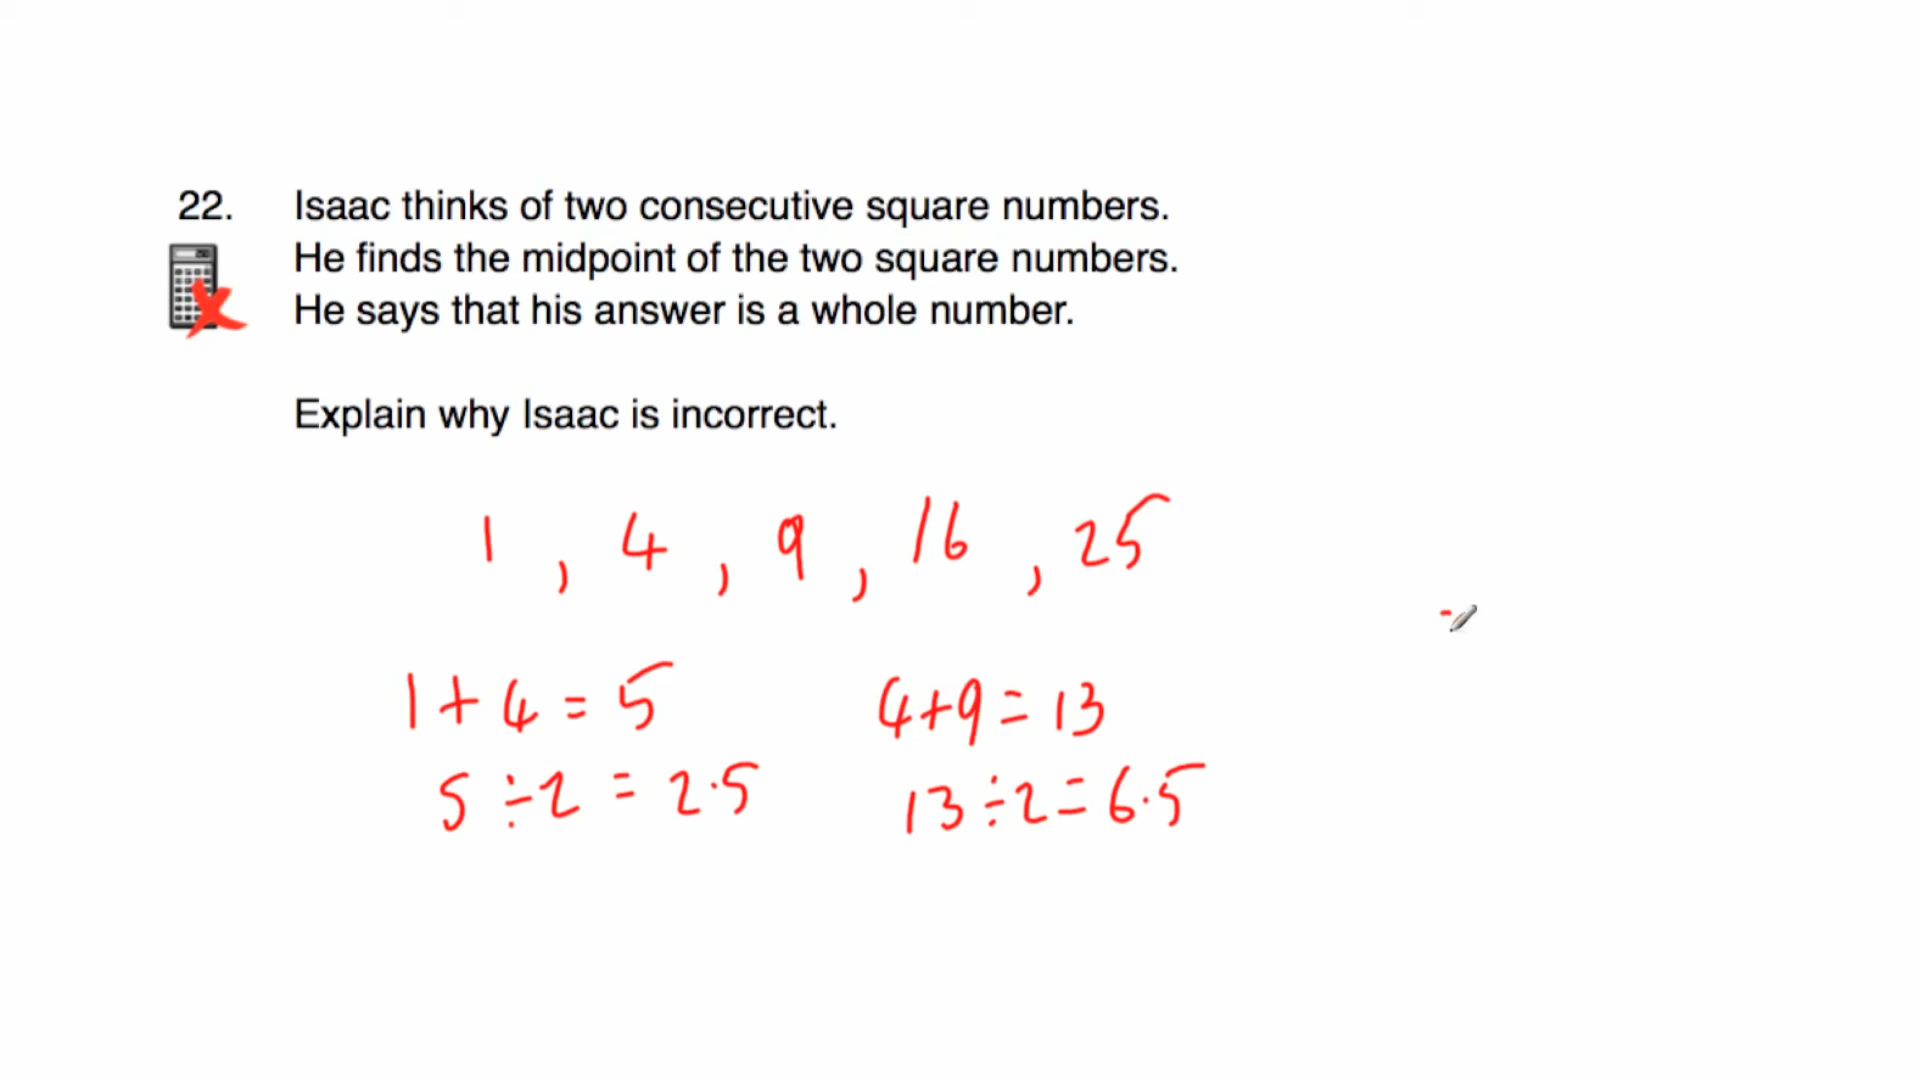 22. Isaac thinks of two consecutive square numbers.
He finds the midpoint of the two square numbers.
He says that his answer is a whole number.
Explain why Isaac is incorrect.
1 , 4 , 9 , 16 , 25
1 + 4 = 5
5 ÷ 2 = 2·5
4 + 9 = 13
13 ÷ 2 = 6·5